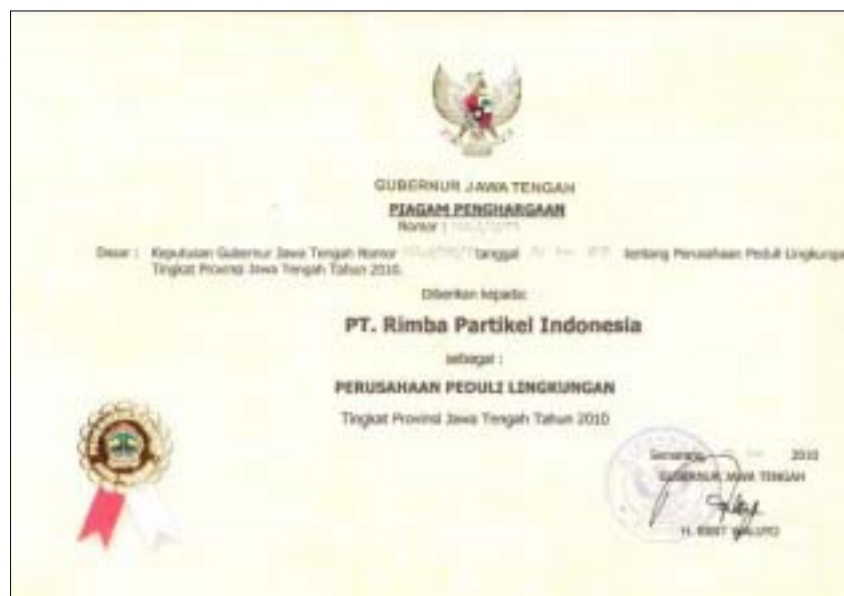 GUBERNUR JAWA TENGAH
PIAGAM PENGHARGAAN
Nomor :
Dasar : Keputusan Gubernur Jawa Tengah Nomor tanggal tentang Perusahaan Peduli Lingkungan
Tingkat Provinsi Jawa Tengah Tahun 2010.
Diberikan kepada:
PT. Rimba Partikel Indonesia
sebagai :
PERUSAHAAN PEDULI LINGKUNGAN
Tingkat Provinsi Jawa Tengah Tahun 2010
Semarang, 2010
GUBERNUR JAWA TENGAH
H. BIBIT WALUYO